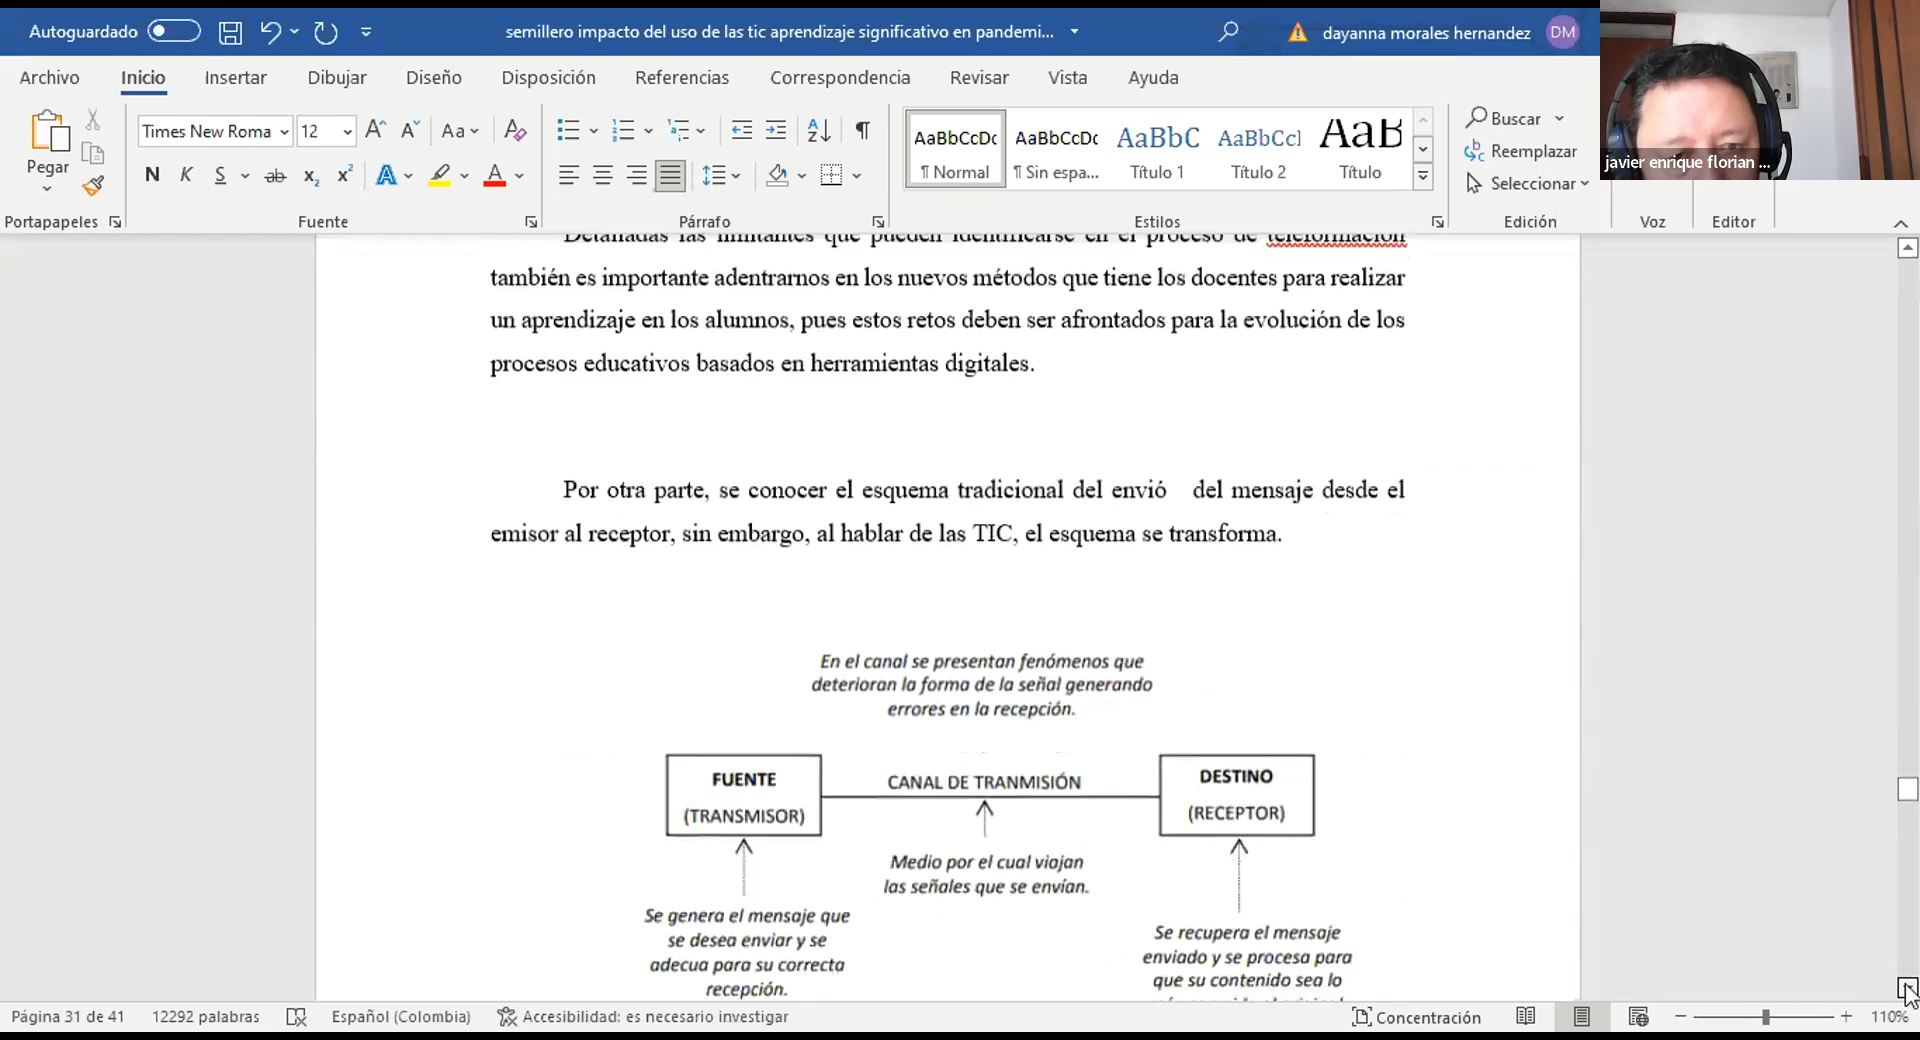 Autoguardado
semillero impacto del uso de las tic aprendizaje significativo en pandemi...
dayanna morales hernandez DM
Archivo Inicio Insertar Dibujar Diseño Disposición Referencias Correspondencia Revisar Vista Ayuda
Pegar
Times New Roma 12
Aa
N K S ab x₂ x² A A
AaBbCcDc AaBbCcDc AaBbC AaBbCcI AaB
¶ Normal ¶ Sin espa... Título 1 Título 2 Título
Buscar
Reemplazar
Seleccionar
javier enrique florian ...
Portapapeles Fuente Párrafo Estilos Edición Voz Editor
Detalladas las limitantes que pueden identificarse en el proceso de teleformación
también es importante adentrarnos en los nuevos métodos que tiene los docentes para realizar
un aprendizaje en los alumnos, pues estos retos deben ser afrontados para la evolución de los
procesos educativos basados en herramientas digitales.
Por otra parte, se conocer el esquema tradicional del envió del mensaje desde el
emisor al receptor, sin embargo, al hablar de las TIC, el esquema se transforma.
En el canal se presentan fenómenos que
deterioran la forma de la señal generando
errores en la recepción.
FUENTE
(TRANSMISOR)
CANAL DE TRANMISIÓN
DESTINO
(RECEPTOR)
Medio por el cual viajan
las señales que se envían.
Se genera el mensaje que
se desea enviar y se
adecua para su correcta
recepción.
Se recupera el mensaje
enviado y se procesa para
que su contenido sea lo
Página 31 de 41 12292 palabras Español (Colombia) Accesibilidad: es necesario investigar Concentración 110%